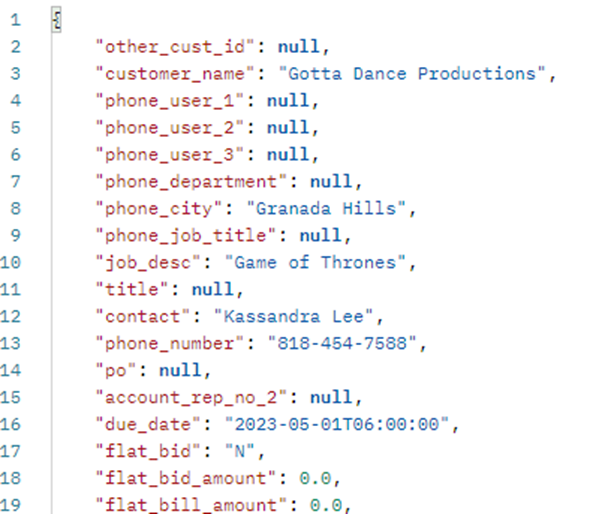 1 {
2 "other_cust_id": null,
3 "customer_name": "Gotta Dance Productions",
4 "phone_user_1": null,
5 "phone_user_2": null,
6 "phone_user_3": null,
7 "phone_department": null,
8 "phone_city": "Granada Hills",
9 "phone_job_title": null,
10 "job_desc": "Game of Thrones",
11 "title": null,
12 "contact": "Kassandra Lee",
13 "phone_number": "818-454-7588",
14 "po": null,
15 "account_rep_no_2": null,
16 "due_date": "2023-05-01T06:00:00",
17 "flat_bid": "N",
18 "flat_bid_amount": 0.0,
19 "flat_bill_amount": 0.0,